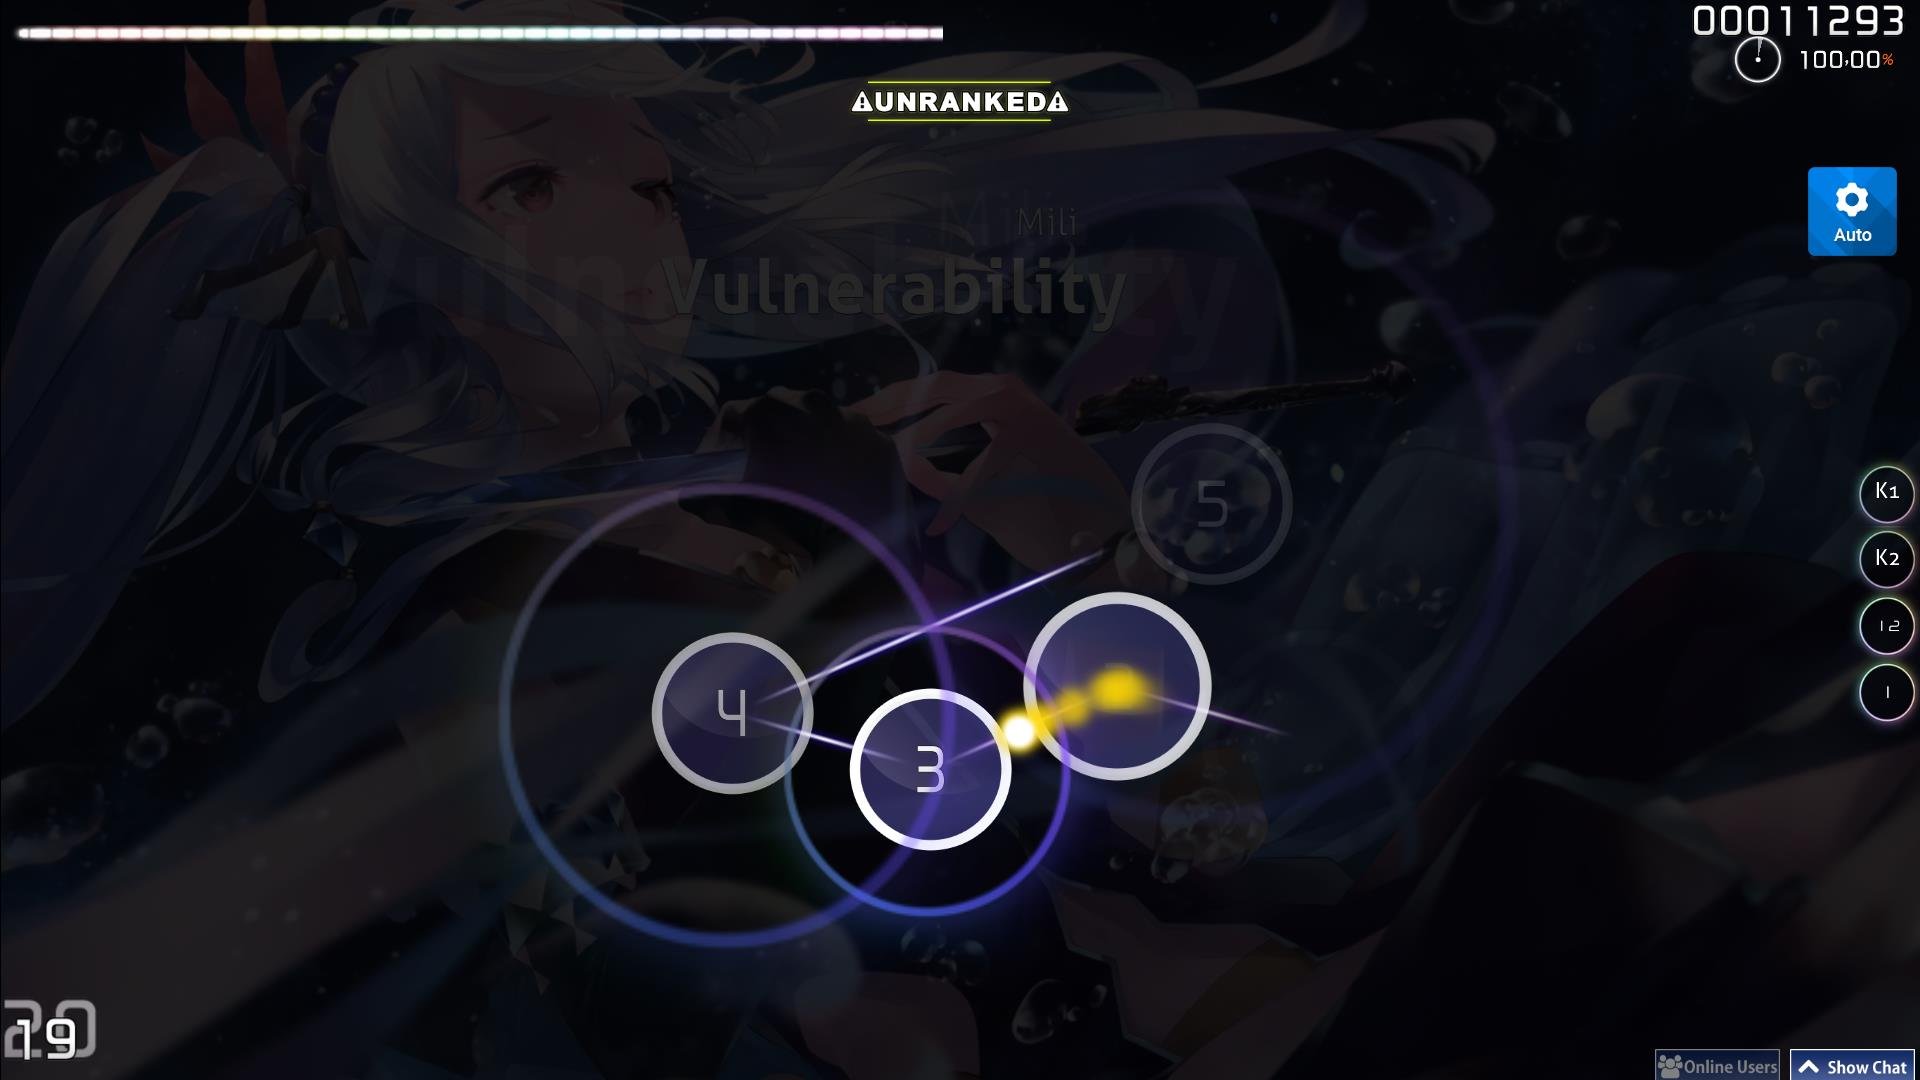 00011293
100,00%
⚠UNRANKED⚠
Auto
Mili
Vulnerability
K1
5
K2
12
1
4
3
20
19
Online Users
Show Chat